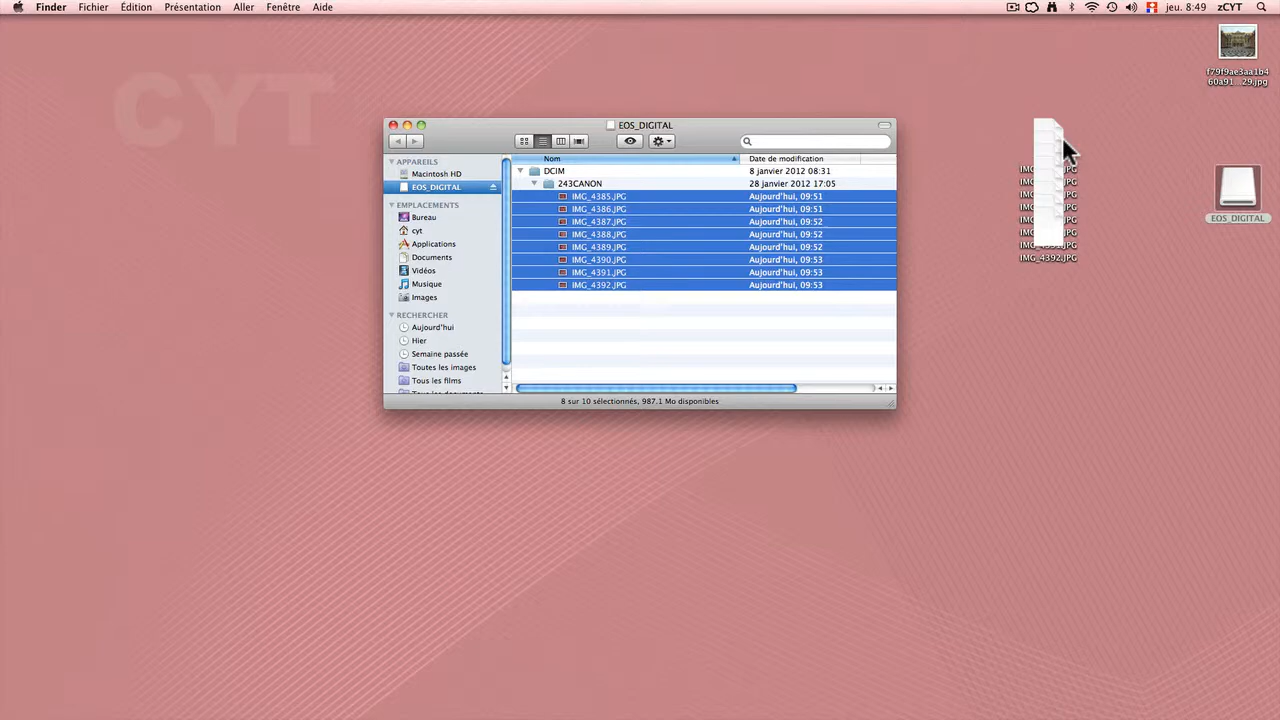 Finder Fichier Édition Présentation Aller Fenêtre Aide jeu. 8:49 zCYT
CYT
f79f9ae3aa1b4
60a91...29.jpg
EOS_DIGITAL
Nom Date de modification
APPAREILS
Macintosh HD
EOS_DIGITAL
EMPLACEMENTS
Bureau
cyt
Applications
Documents
Vidéos
Musique
Images
RECHERCHER
Aujourd'hui
Hier
Semaine passée
Toutes les images
Tous les films
DCIM 8 janvier 2012 08:31
243CANON 28 janvier 2012 17:05
IMG_4385.JPG Aujourd'hui, 09:51
IMG_4386.JPG Aujourd'hui, 09:51
IMG_4387.JPG Aujourd'hui, 09:52
IMG_4388.JPG Aujourd'hui, 09:52
IMG_4389.JPG Aujourd'hui, 09:52
IMG_4390.JPG Aujourd'hui, 09:53
IMG_4391.JPG Aujourd'hui, 09:53
IMG_4392.JPG Aujourd'hui, 09:53
8 sur 10 sélectionnés, 987.1 Mo disponibles
IMG_4392.JPG
EOS_DIGITAL